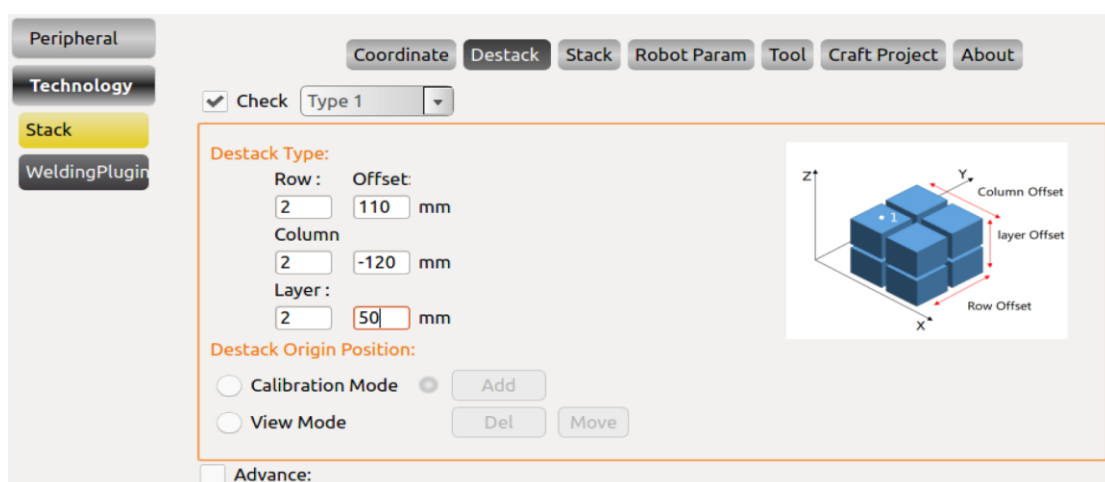 Peripheral
Technology
Stack
WeldingPlugin
Coordinate Destack Stack Robot Param Tool Craft Project About
Check Type 1
Destack Type:
Row : Offset:
2 110 mm
Column
2 -120 mm
Layer :
2 50 mm
Destack Origin Position:
Calibration Mode Add
View Mode Del Move
Advance:
Z
Y
Column Offset
1
layer Offset
Row Offset
X